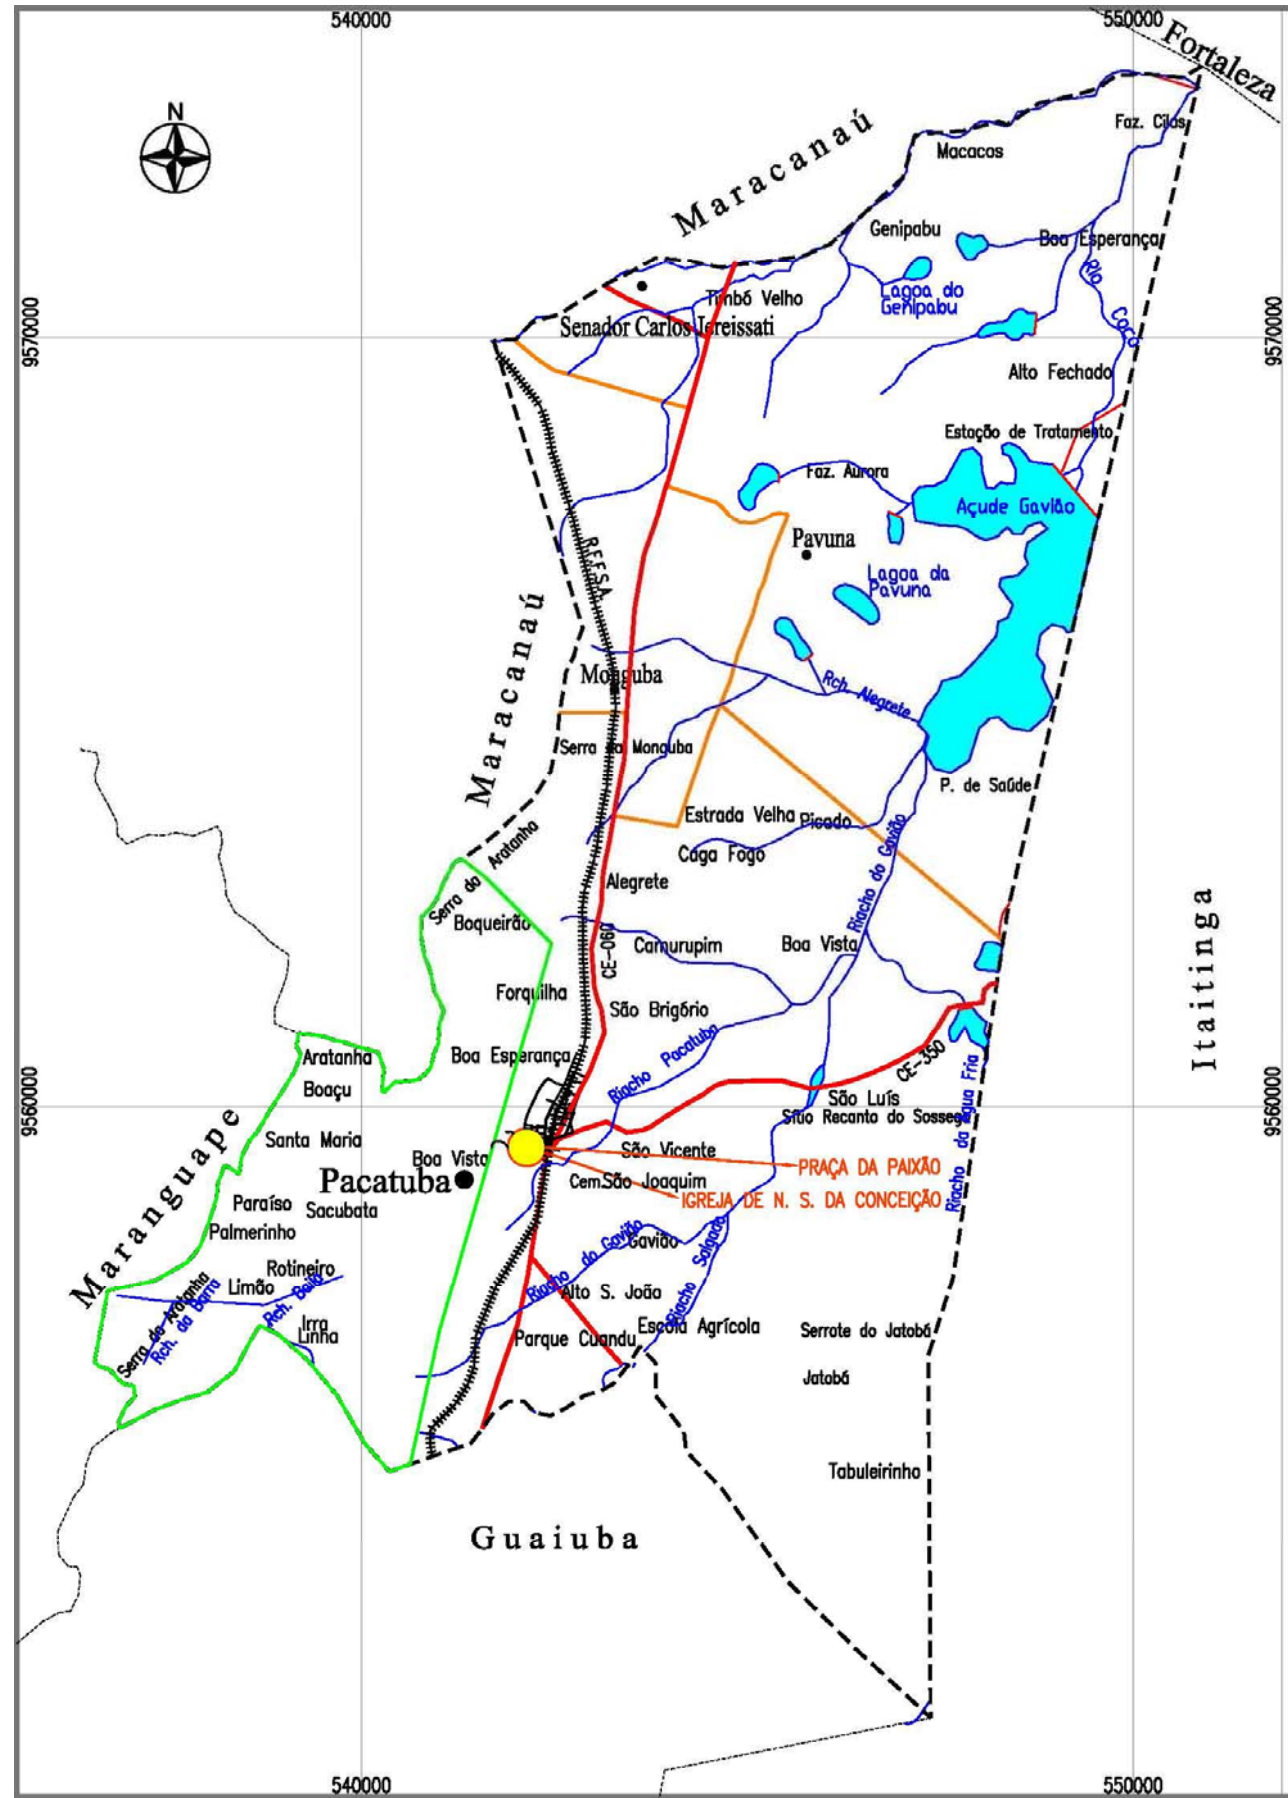 540000
550000
Fortaleza
N
Faz. Cilas
Maracanaú
Macacos
Genipabu
Boa Esperança
Rio Cocó
Lagoa do
Genipabu
Timbó Velho
Senador Carlos Jereissati
9570000
9570000
Alto Fechado
Estação de Tratamento
Faz. Aurora
Açude Gavião
Pavuna
R.F.F.S.A.
Lagoa da
Pavuna
Maracanaú
Monguba
Rch. Alegrete
Serra da Monguba
P. de Saúde
Estrada Velha
Picado
Serra da Aratanha
Caga Fogo
Riacho do Gavião
Alegrete
Boqueirão
CE-060
Camurupim
Boa Vista
Itaitinga
Forquilha
São Brigório
Riacho Pacatuba
Aratanha
Boa Esperança
CE-350
Boaçu
São Luís
9560000
9560000
Sítio Recanto do Sossego
Riacho da Água Fria
Maranguape
Santa Maria
Boa Vista
São Vicente
PRAÇA DA PAIXÃO
Pacatuba
Cem.
São Joaquim
IGREJA DE N. S. DA CONCEIÇÃO
Paraíso
Sacubata
Palmerinho
Riacho do Gavião
Gavião
Riacho Salgado
Rotineiro
Limão
Serra da Aratanha
Rch. da Barra
Alto S. João
Irra
Linha
Parque Cuandu
Escola Agrícola
Serrote do Jatobá
Jatobá
Tabuleirinho
Guaiuba
540000
550000